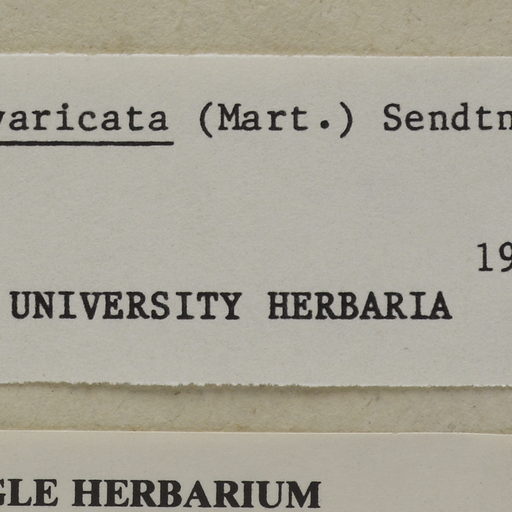 varicata (Mart.) Sendtn
19
UNIVERSITY HERBARIA
GLE HERBARIUM